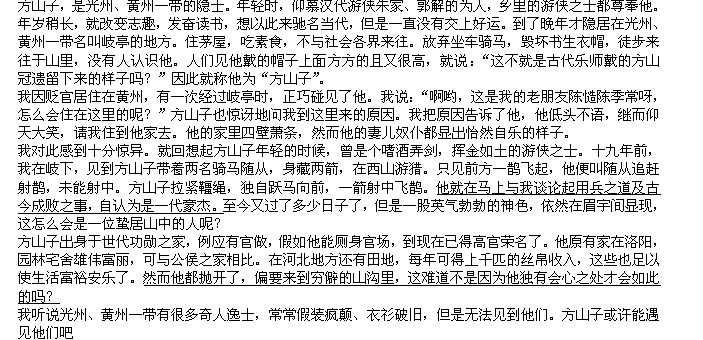 方山子，是光州、黄州一带的隐士。年轻时，仰慕汉代游侠朱家、郭解的为人，乡里的游侠之士都尊奉他。
年岁稍长，就改变志趣，发奋读书，想以此来驰名当代，但是一直没有交上好运。到了晚年才隐居在光州、
黄州一带名叫岐亭的地方。住茅屋，吃素食，不与社会各界来往。放弃坐车骑马，毁坏书生衣帽，徒步来
往于山里，没有人认识他。人们见他戴的帽子上面方方的且又很高，就说：“这不就是古代乐师戴的方山
冠遗留下来的样子吗？”因此就称他为“方山子”。
我因贬官居住在黄州，有一次经过岐亭时，正巧碰见了他。我说：“啊哟，这是我的老朋友陈慥陈季常呀，
怎么会住在这里的呢？”方山子也惊讶地问我到这里来的原因。我把原因告诉了他，他低头不语，继而仰
天大笑，请我住到他家去。他的家里四壁萧条，然而他的妻儿奴仆都显出怡然自乐的样子。
我对此感到十分惊异。就回想起方山子年轻的时候，曾是个嗜酒弄剑，挥金如土的游侠之士。十九年前，
我在岐下，见到方山子带着两名骑马随从，身藏两箭，在西山游猎。只见前方一鹊飞起，他便叫随从追赶
射鹊，未能射中。方山子拉紧缰绳，独自跃马向前，一箭射中飞鹊。他就在马上与我谈论起用兵之道及古
今成败之事，自认为是一代豪杰。至今又过了多少日子了，但是一股英气勃勃的神色，依然在眉宇间显现，
这怎么会是一位蛰居山中的人呢？
方山子出身于世代功勋之家，例应有官做，假如他能厕身官场，到现在已得高官荣名了。他原有家在洛阳，
园林宅舍雄伟富丽，可与公侯之家相比。在河北地方还有田地，每年可得上千匹的丝帛收入，这些也足以
使生活富裕安乐了。然而他都抛开了，偏要来到穷僻的山沟里，这难道不是因为他独有会心之处才会如此
的吗？
我听说光州、黄州一带有很多奇人逸士，常常假装疯颠、衣衫破旧，但是无法见到他们。方山子或许能遇
见他们吧